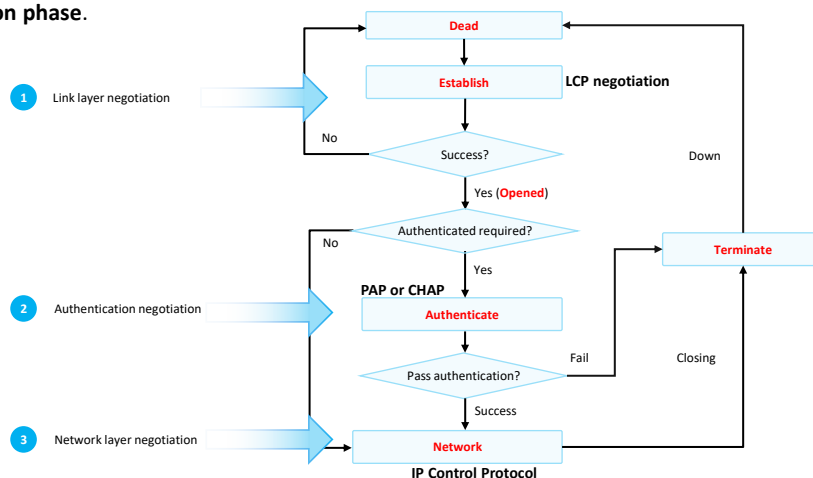 on phase.
Dead
Establish
LCP negotiation
1
Link layer negotiation
No
Success?
Down
Yes (Opened)
Authenticated required?
No
Terminate
Yes
PAP or CHAP
2
Authentication negotiation
Authenticate
Fail
Closing
Pass authentication?
Success
3
Network layer negotiation
Network
IP Control Protocol